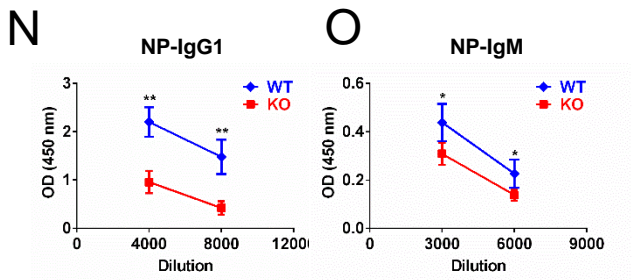 N
NP-IgG1
WT
KO
OD (450 nm)
3
2
1
0
**
**
0 4000 8000 12000
Dilution
O
NP-IgM
WT
KO
OD (450 nm)
0.6
0.4
0.2
0.0
*
*
0 3000 6000 9000
Dilution